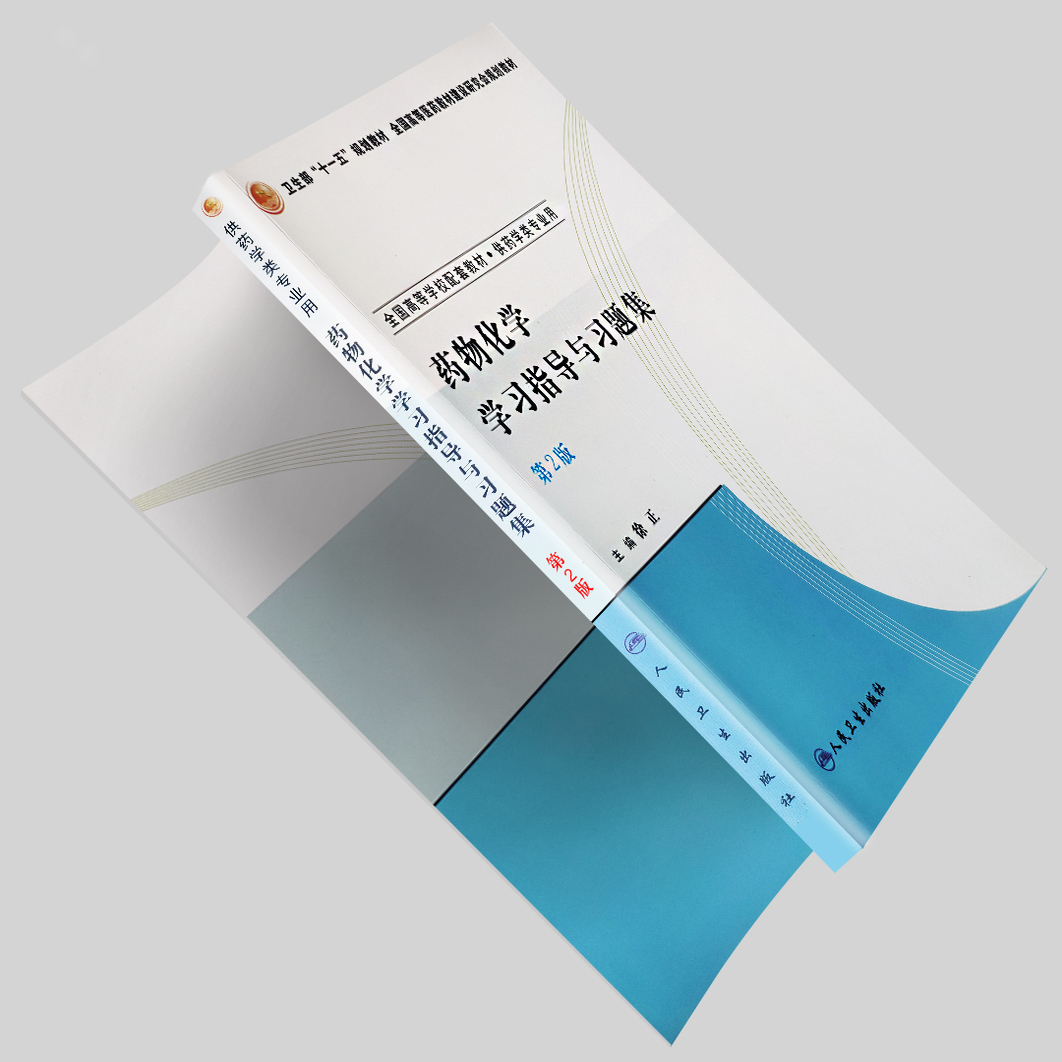 卫生部“十一五”规划教材 全国高等医药教材建设研究会规划教材
全国高等学校配套教材·供药学类专业用
药物化学
学习指导与习题集
第2版
主编 徐 正
人民卫生出版社
供药学类专业用 药物化学学习指导与习题集 第2版 人民卫生出版社